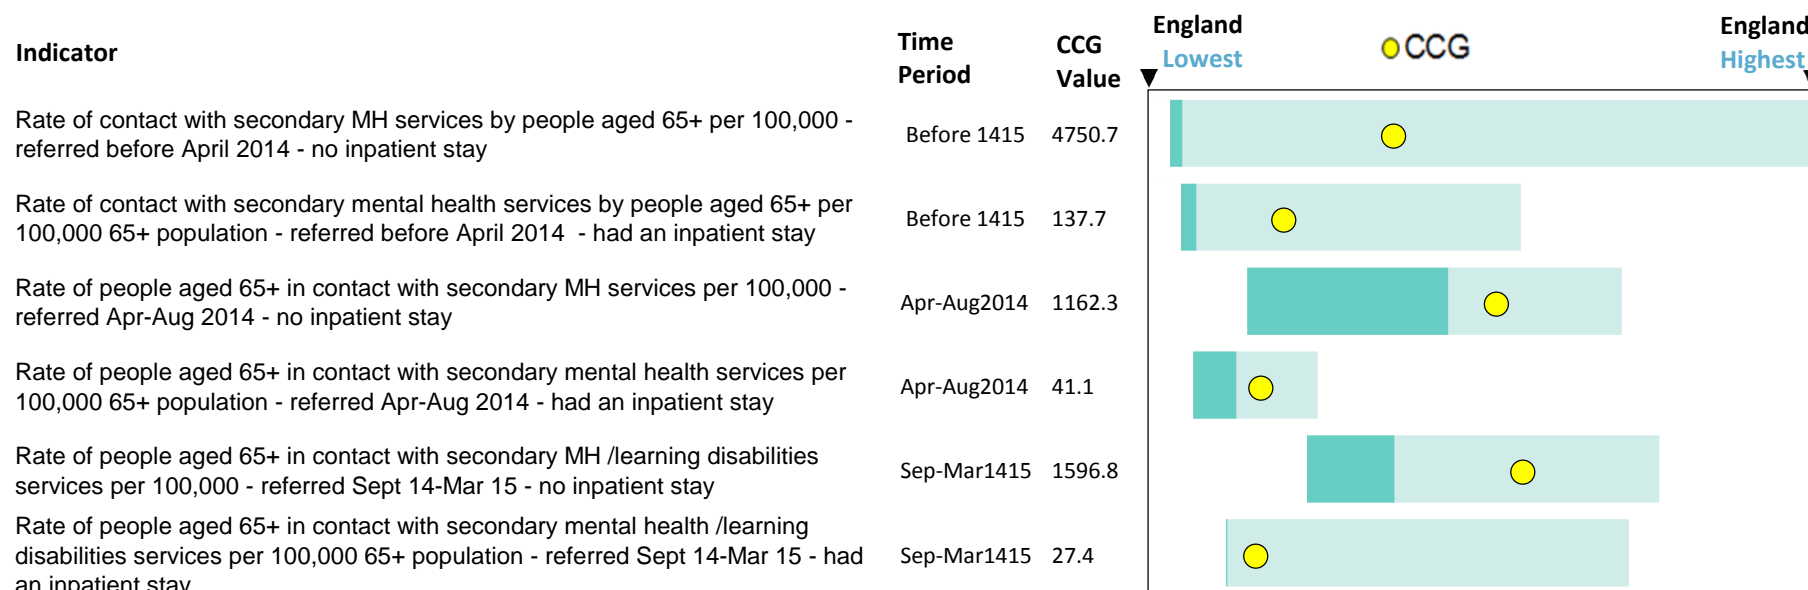 Indicator
Time Period
CCG Value
England Lowest
CCG
England Highest
Rate of contact with secondary MH services by people aged 65+ per 100,000 -
referred before April 2014 - no inpatient stay
Before 1415 4750.7
Rate of contact with secondary mental health services by people aged 65+ per
100,000 65+ population - referred before April 2014 - had an inpatient stay
Before 1415 137.7
Rate of people aged 65+ in contact with secondary MH services per 100,000 -
referred Apr-Aug 2014 - no inpatient stay
Apr-Aug2014 1162.3
Rate of people aged 65+ in contact with secondary mental health services per
100,000 65+ population - referred Apr-Aug 2014 - had an inpatient stay
Apr-Aug2014 41.1
Rate of people aged 65+ in contact with secondary MH /learning disabilities
services per 100,000 - referred Sept 14-Mar 15 - no inpatient stay
Sep-Mar1415 1596.8
Rate of people aged 65+ in contact with secondary mental health /learning
disabilities services per 100,000 65+ population - referred Sept 14-Mar 15 - had
an inpatient stay
Sep-Mar1415 27.4